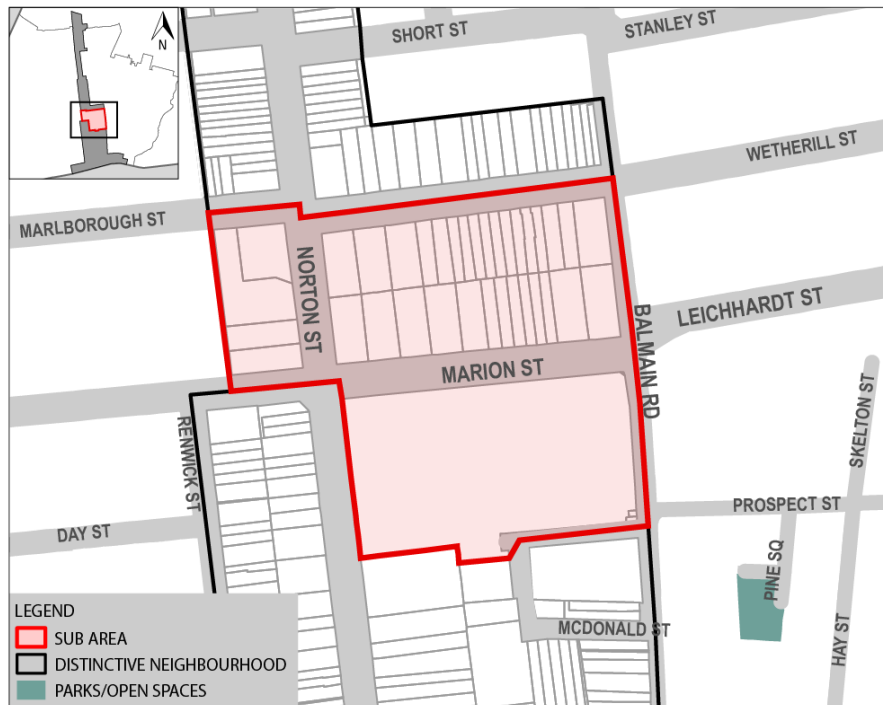 N
SHORT ST
STANLEY ST
WETHERILL ST
MARLBOROUGH ST
NORTON ST
BALMAIN RD
LEICHHARDT ST
MARION ST
SKELTON ST
RENWICK ST
PROSPECT ST
DAY ST
PINE SQ
MCDONALD ST
HAY ST
LEGEND
SUB AREA
DISTINCTIVE NEIGHBOURHOOD
PARKS/OPEN SPACES